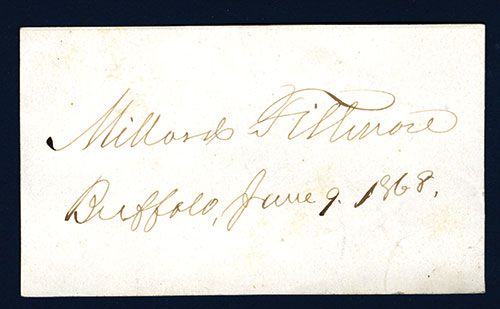 Millard Fillmore
Buffalo, June 9. 1868.